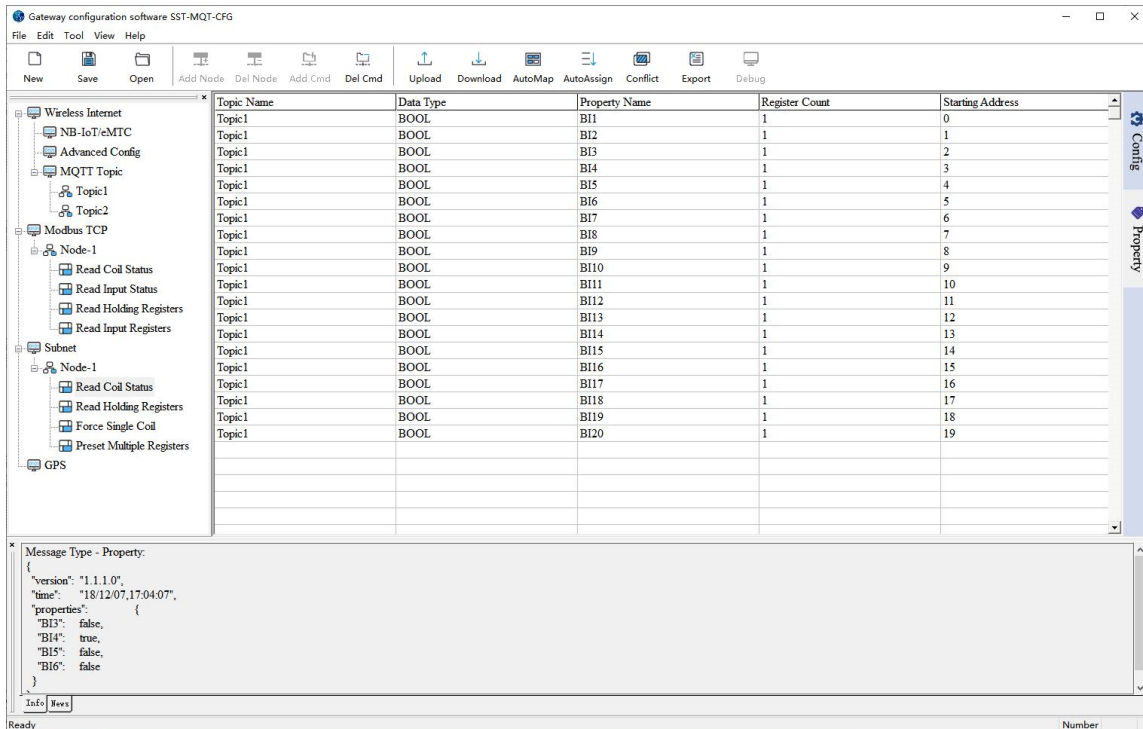 Gateway configuration software SST-MQT-CFG
File Edit Tool View Help
New Save Open Add Node Del Node Add Cmd Del Cmd Upload Download AutoMap AutoAssign Conflict Export Debug
Wireless Internet
NB-IoT/eMTC
Advanced Config
MQTT Topic
Topic1
Topic2
Modbus TCP
Node-1
Read Coil Status
Read Input Status
Read Holding Registers
Read Input Registers
Subnet
Node-1
Read Coil Status
Read Holding Registers
Force Single Coil
Preset Multiple Registers
GPS
Topic Name Data Type Property Name Register Count Starting Address
Topic1 BOOL BI1 1 0
Topic1 BOOL BI2 1 1
Topic1 BOOL BI3 1 2
Topic1 BOOL BI4 1 3
Topic1 BOOL BI5 1 4
Topic1 BOOL BI6 1 5
Topic1 BOOL BI7 1 6
Topic1 BOOL BI8 1 7
Topic1 BOOL BI9 1 8
Topic1 BOOL BI10 1 9
Topic1 BOOL BI11 1 10
Topic1 BOOL BI12 1 11
Topic1 BOOL BI13 1 12
Topic1 BOOL BI14 1 13
Topic1 BOOL BI15 1 14
Topic1 BOOL BI16 1 15
Topic1 BOOL BI17 1 16
Topic1 BOOL BI18 1 17
Topic1 BOOL BI19 1 18
Topic1 BOOL BI20 1 19
Config
Property
Message Type - Property:
{
"version": "1.1.1.0",
"time": "18/12/07,17:04:07",
"properties": {
"BI3": false,
"BI4": true,
"BI5": false,
"BI6": false
}
Info News
Ready Number